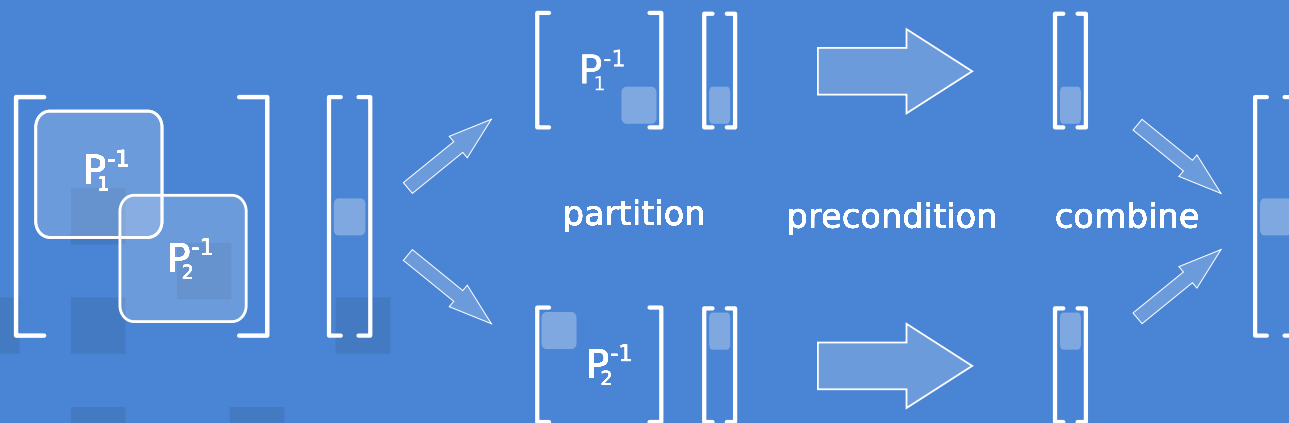 P₁⁻¹
P₁⁻¹
P₂⁻¹
partition
precondition
combine
P₂⁻¹